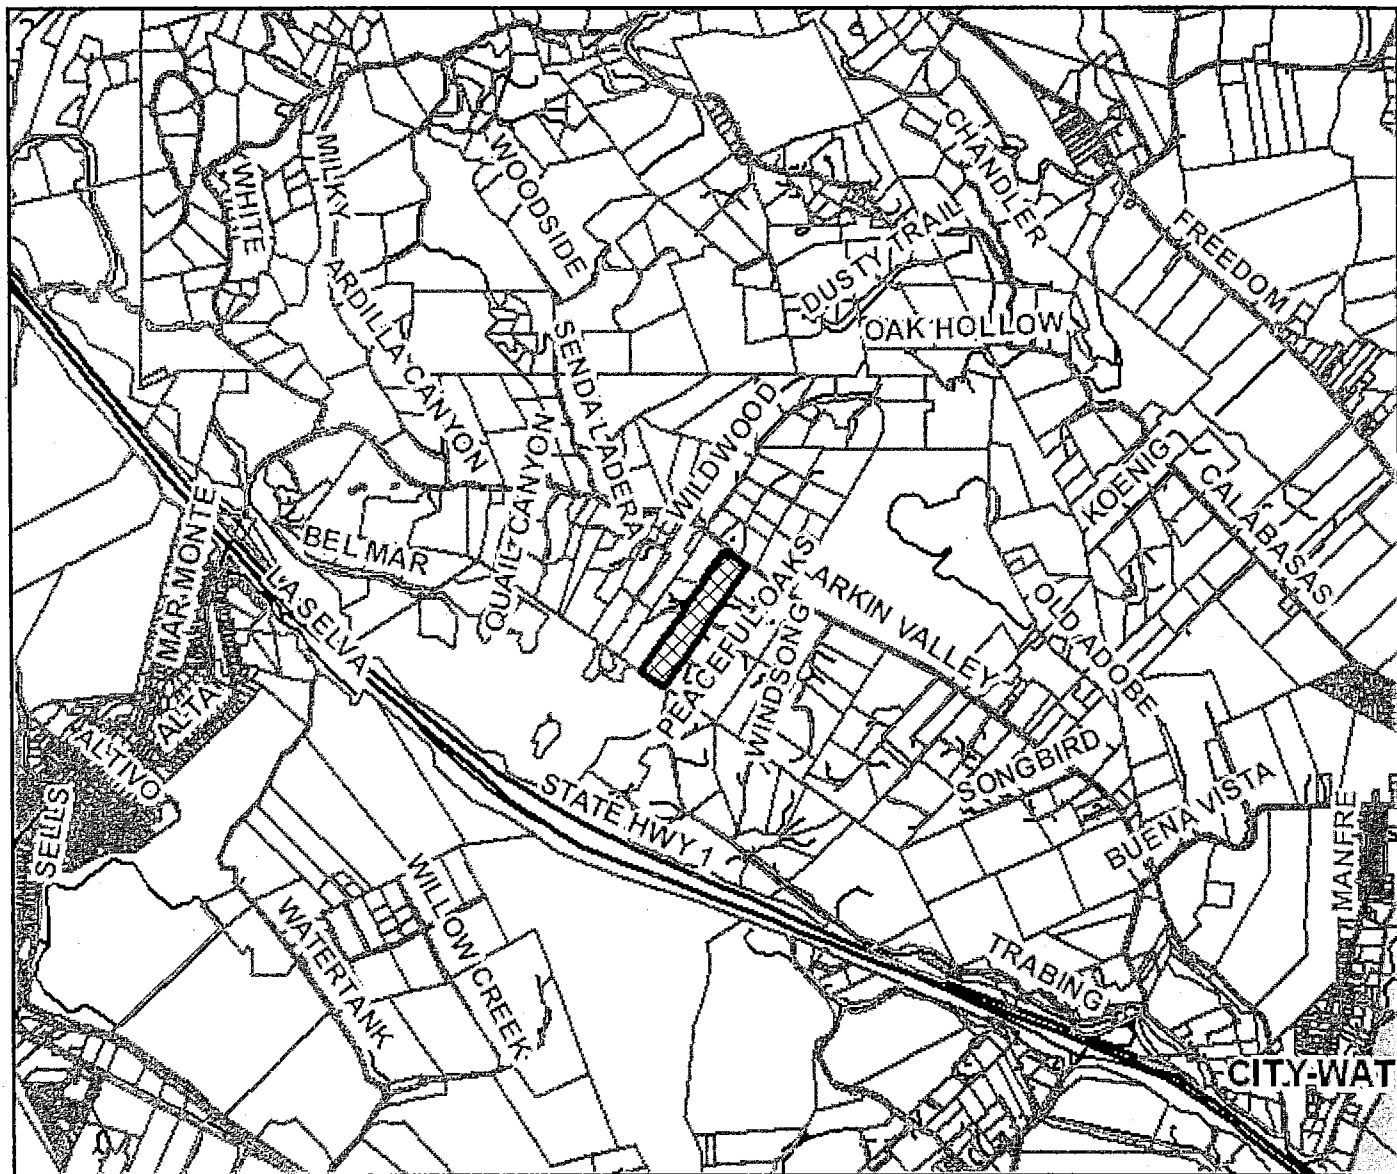 CHANDLER
WOODSIDE
MILKY
WHITE
FREEDOM
DUSTY TRAIL
ARDILLA CANYON
OAK HOLLOW
SENDA LADERA
WILDWOOD
QUAIL CANYON
KOENIG
CALABASAS
MAR MONTE
BEL MAR
LA SELVA
PEACEFUL OAKS
WINDSONG
ARKIN VALLEY
OLD ADOBE
ALTA
ALTIVO
SONGBIRD
STATE HWY 1
BUENA VISTA
SELLS
MANFRE
WILLOW CREEK
WATERTANK
TRABING
CITY-WAT